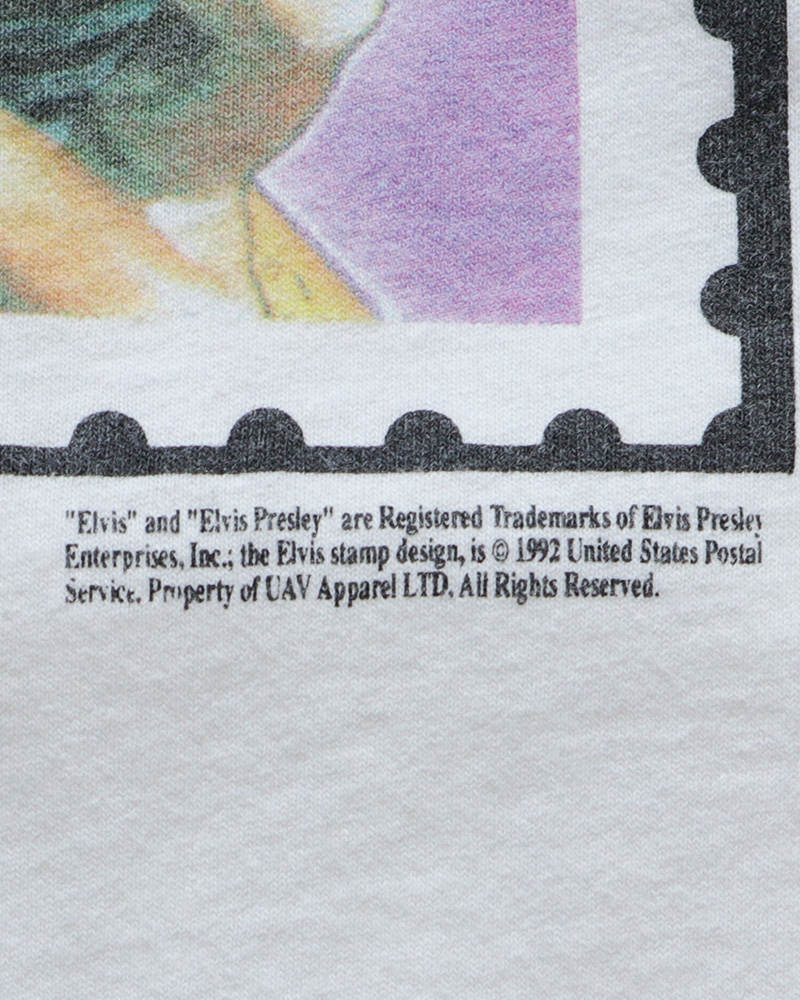 "Elvis" and "Elvis Presley" are Registered Trademarks of Elvis Presley
Enterprises, Inc.; the Elvis stamp design, is © 1992 United States Postal
Service. Property of UAV Apparel LTD. All Rights Reserved.